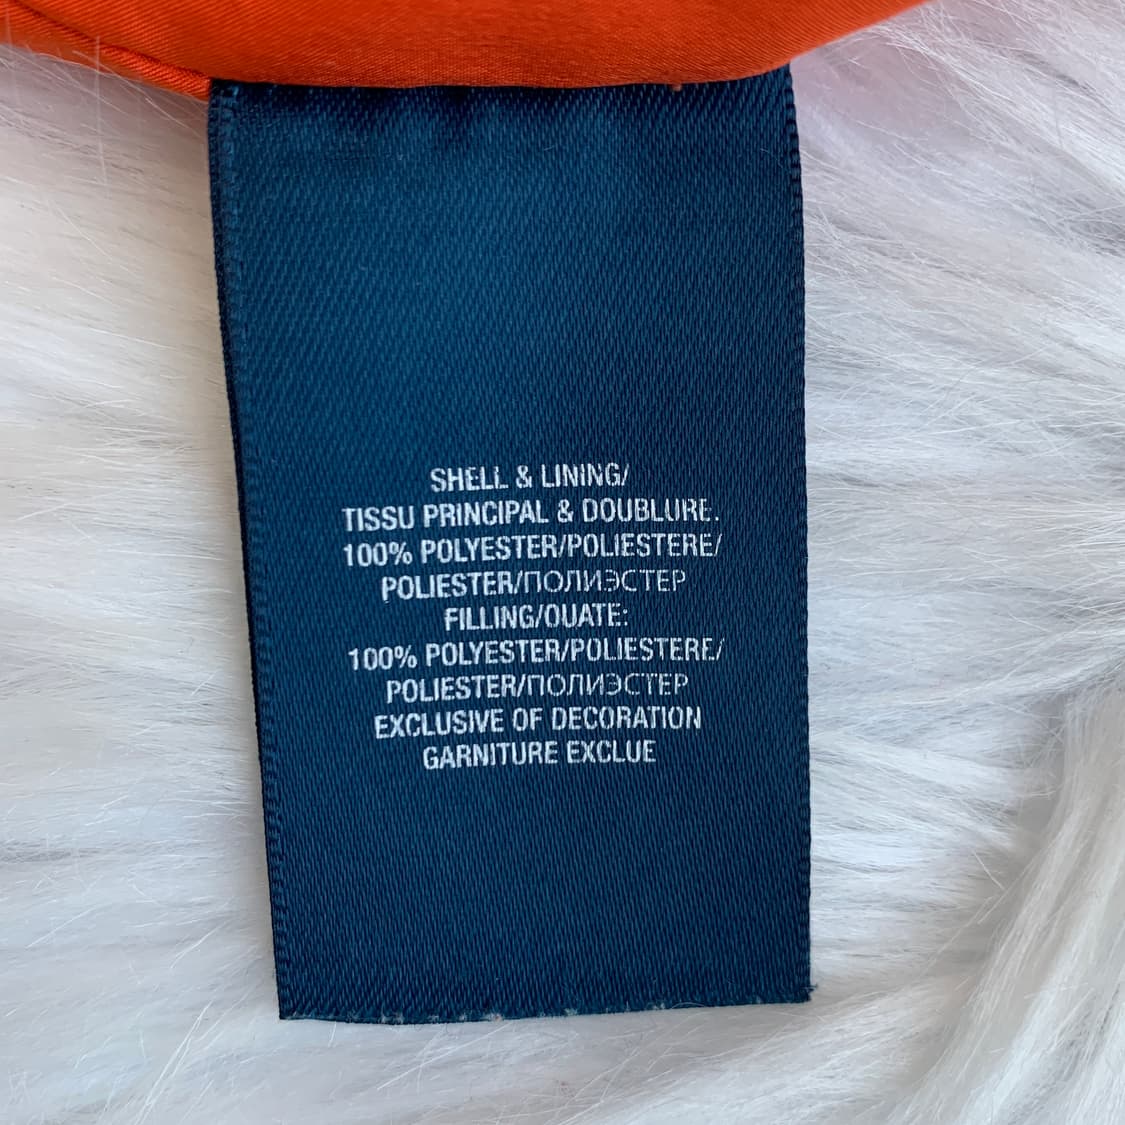 SHELL & LINING/
TISSU PRINCIPAL & DOUBLURE.
100% POLYESTER/POLIESTERE/
POLIESTER/ПОЛИЭСТЕР
FILLING/OUATE:
100% POLYESTER/POLIESTERE/
POLIESTER/ПОЛИЭСТЕР
EXCLUSIVE OF DECORATION
GARNITURE EXCLUE